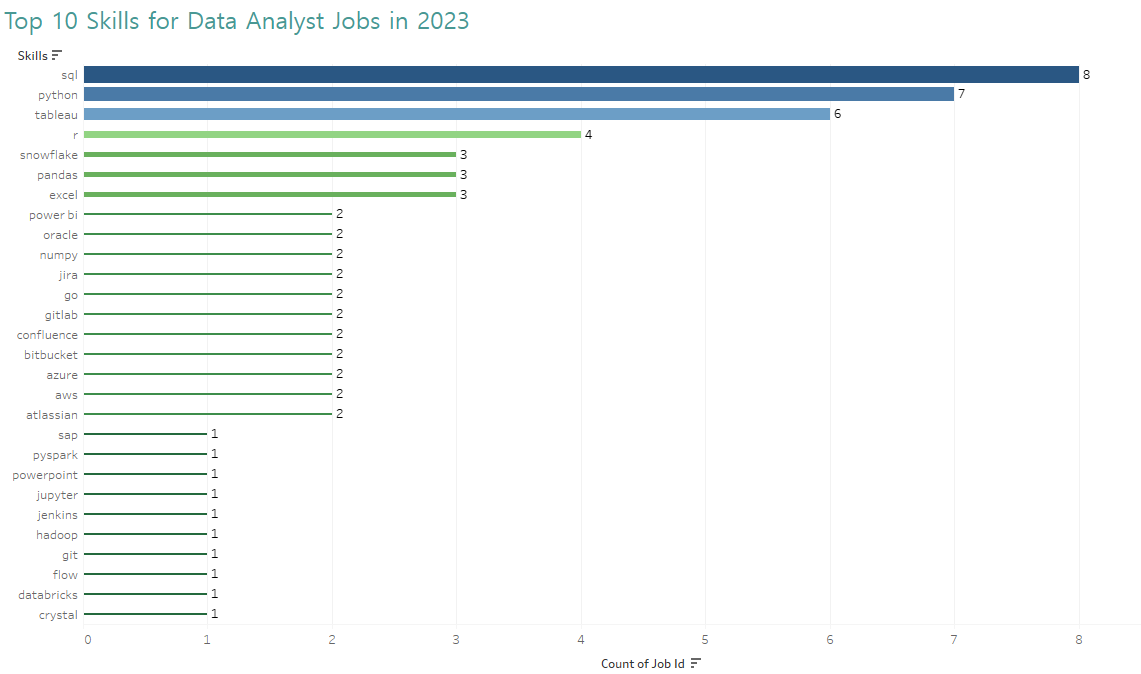 Top 10 Skills for Data Analyst Jobs in 2023
Skills
sql 8
python 7
tableau 6
r 4
snowflake 3
pandas 3
excel 3
power bi 2
oracle 2
numpy 2
jira 2
go 2
gitlab 2
confluence 2
bitbucket 2
azure 2
aws 2
atlassian 2
sap 1
pyspark 1
powerpoint 1
jupyter 1
jenkins 1
hadoop 1
git 1
flow 1
databricks 1
crystal 1
0 1 2 3 4 5 6 7 8
Count of Job Id